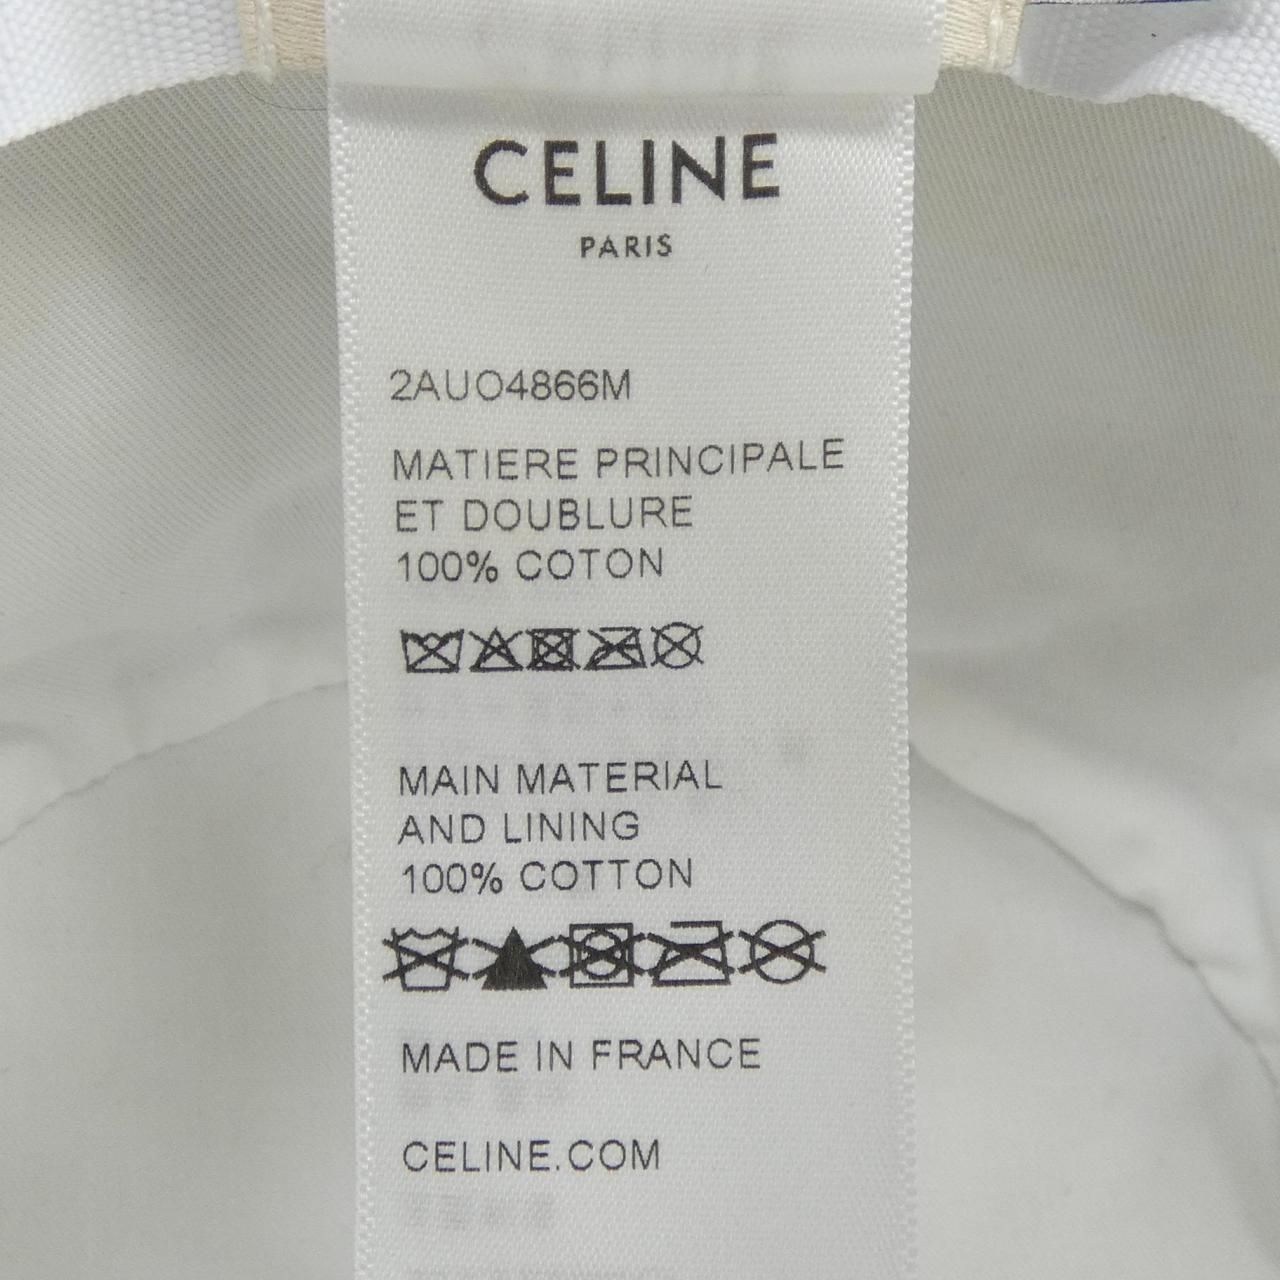 CELINE
PARIS
2AUO4866M
MATIERE PRINCIPALE
ET DOUBLURE
100% COTON
MAIN MATERIAL
AND LINING
100% COTTON
MADE IN FRANCE
CELINE.COM